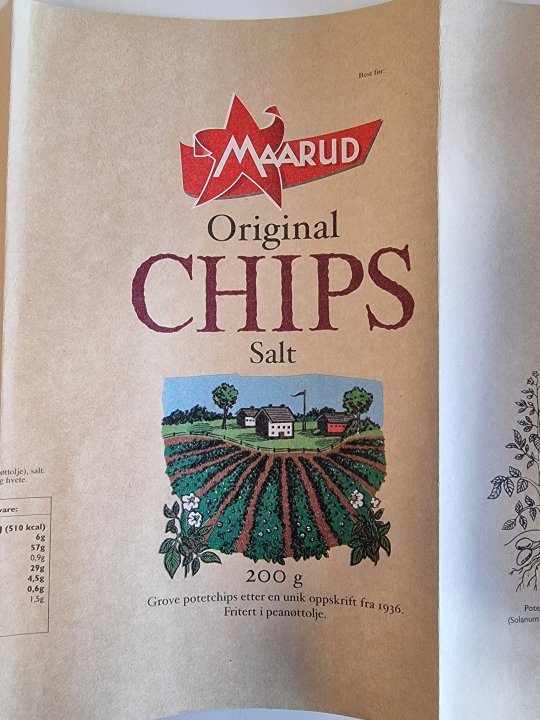 Best før:
MAARUD
Original
CHIPS
Salt
200 g
Grove potetchips etter en unik oppskrift fra 1936.
Fritert i peanøttolje.
øttolje), salt.
g hvete.
vare:
J (510 kcal)
6g
57g
0,9g
29g
4,5g
0,6g
1,5g
Pote
(Solanum